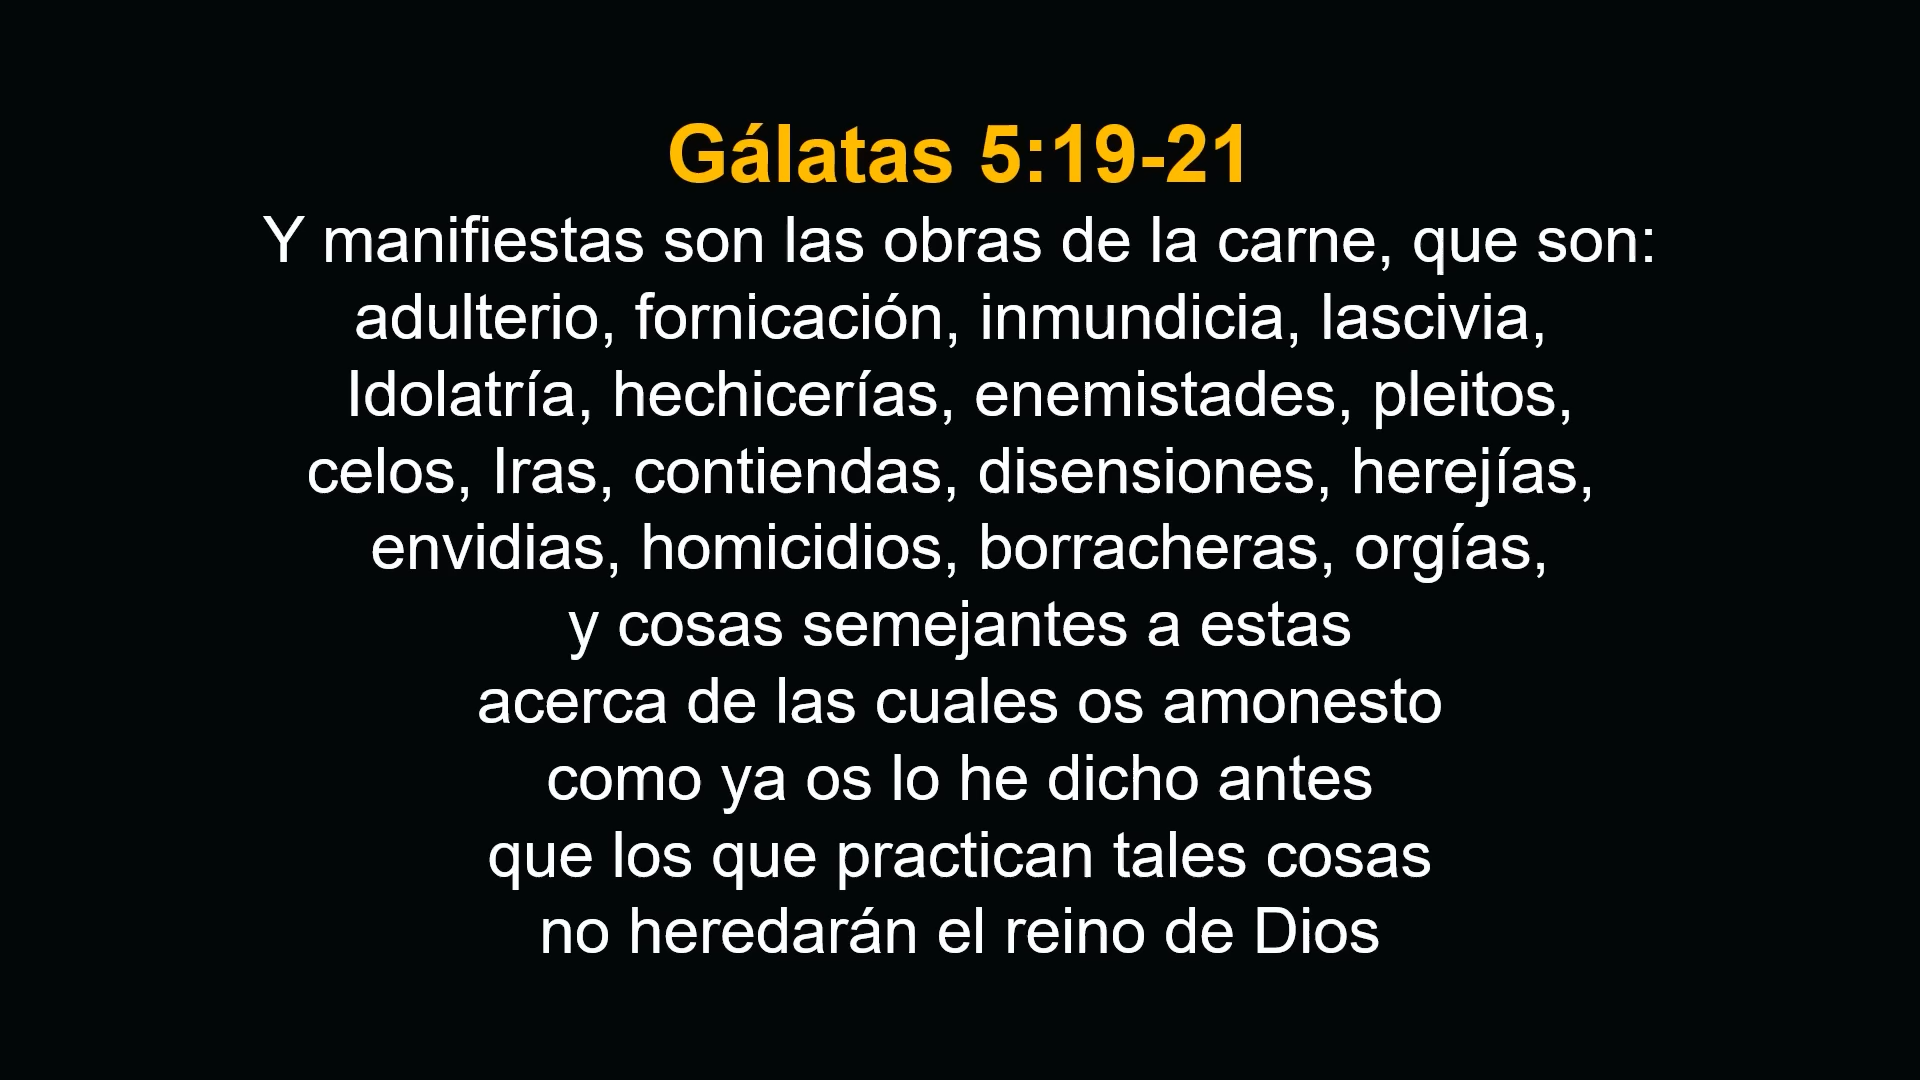 Gálatas 5:19-21
Y manifiestas son las obras de la carne, que son:
adulterio, fornicación, inmundicia, lascivia,
Idolatría, hechicerías, enemistades, pleitos,
celos, Iras, contiendas, disensiones, herejías,
envidias, homicidios, borracheras, orgías,
y cosas semejantes a estas
acerca de las cuales os amonesto
como ya os lo he dicho antes
que los que practican tales cosas
no heredarán el reino de Dios